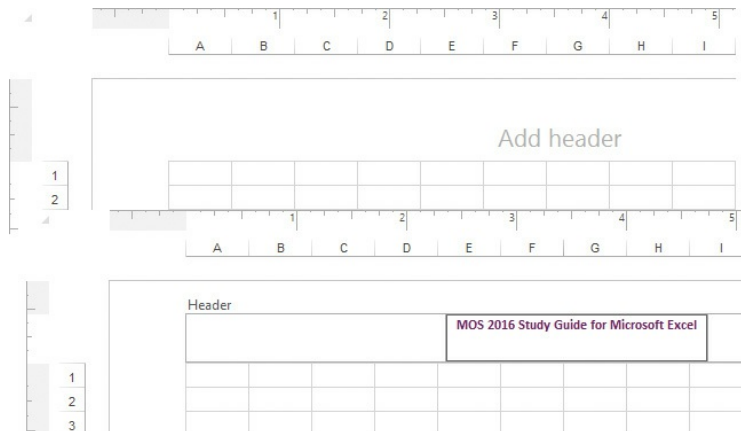 1 2 3 4 5
A B C D E F G H I
Add header
1
2
1 2 3 4 5
A B C D E F G H I
Header
MOS 2016 Study Guide for Microsoft Excel
1
2
3